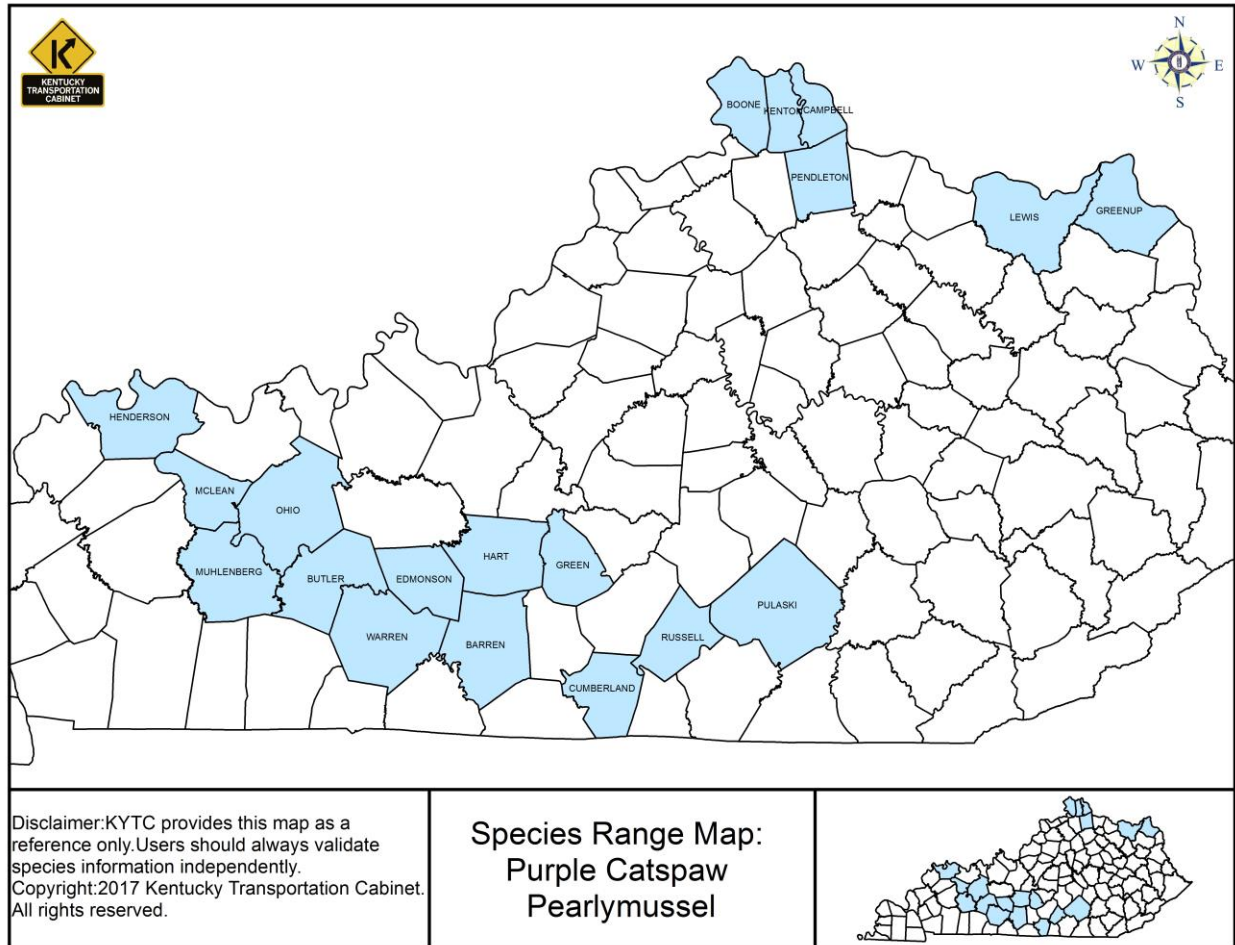 KENTUCKY
TRANSPORTATION
CABINET
N
W
E
S
BOONE
KENTON
CAMPBELL
PENDLETON
LEWIS
GREENUP
HENDERSON
MCLEAN
OHIO
MUHLENBERG
BUTLER
EDMONSON
HART
GREEN
WARREN
BARREN
PULASKI
RUSSELL
CUMBERLAND
Disclaimer:KYTC provides this map as a
reference only.Users should always validate
species information independently.
Copyright:2017 Kentucky Transportation Cabinet.
All rights reserved.
Species Range Map:
Purple Catspaw
Pearlymussel